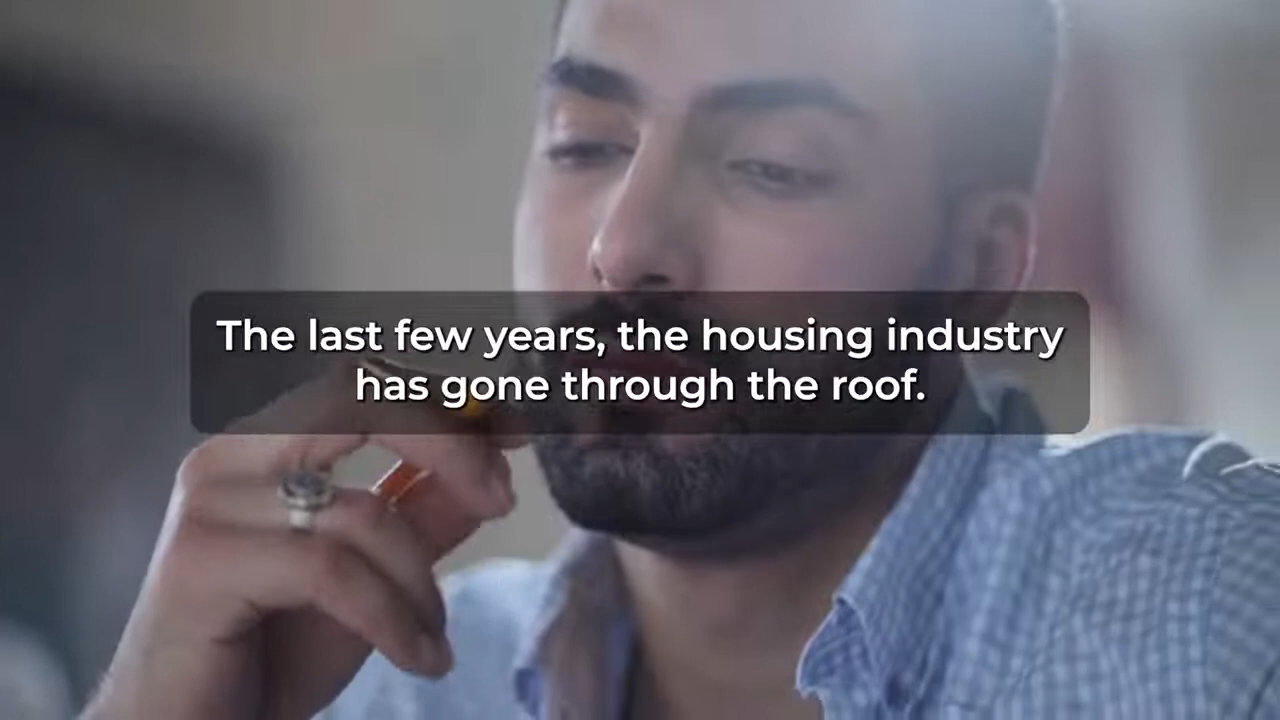 The last few years, the housing industry
has gone through the roof.